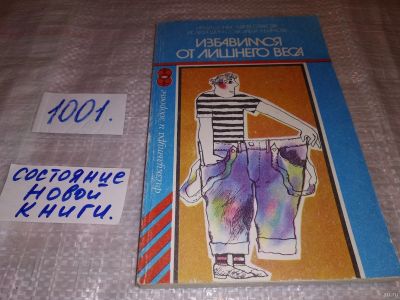 1001.
СОСТОЯНИЕ
НОВОЙ
КНИГИ.
ИЗБАВИМСЯ
ОТ ЛИШНЕГО ВЕСА
Физкультура и здоровье